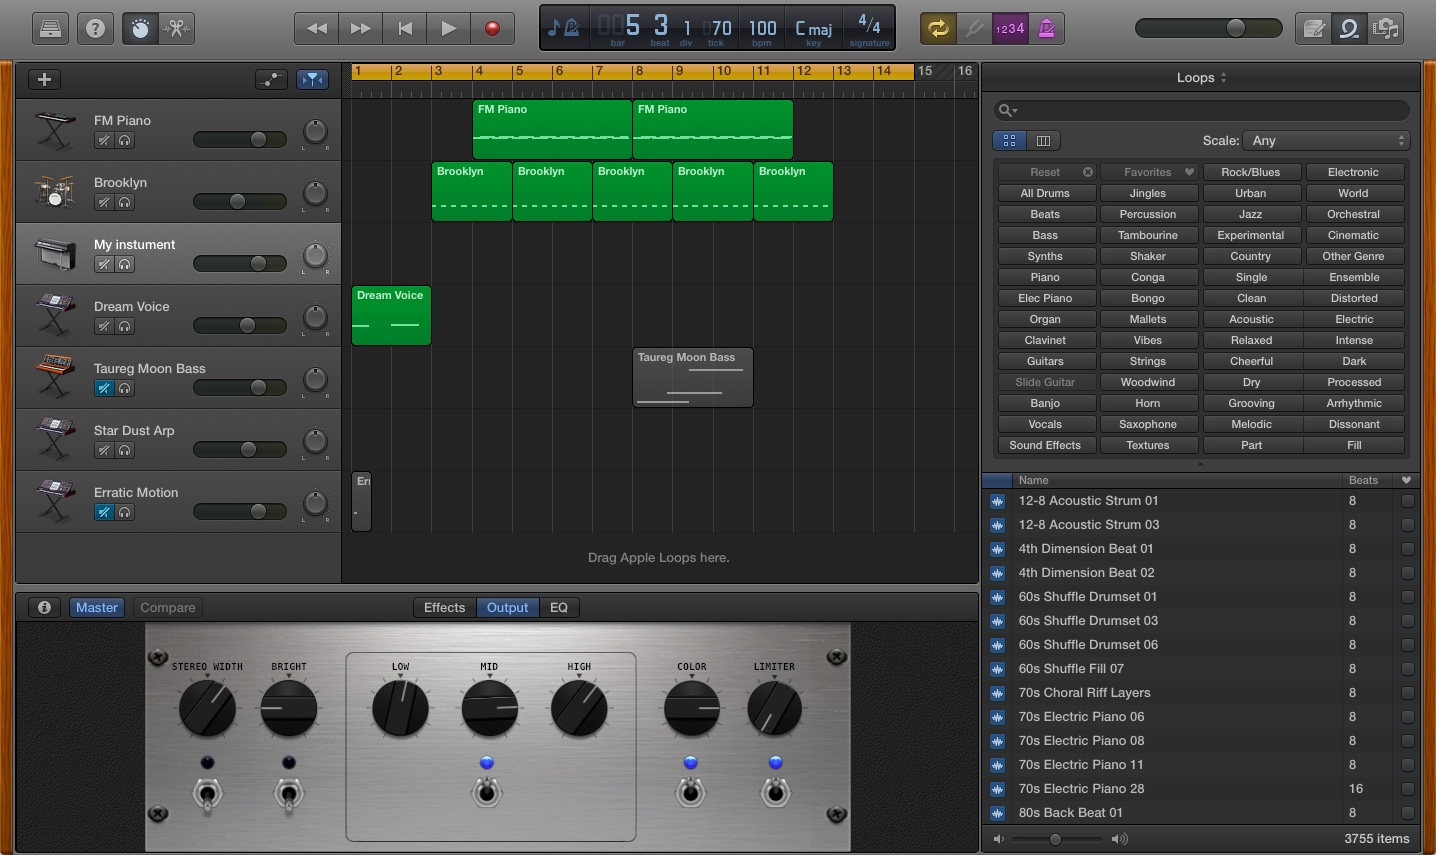 5 3 1 70 100 C maj 4/4
bar beat div tick bpm key signature
1234
1 2 3 4 5 6 7 8 9 10 11 12 13 14 15 16
FM Piano
L R
Brooklyn
L R
My instument
L R
Dream Voice
L R
Taureg Moon Bass
L R
Star Dust Arp
L R
Erratic Motion
L R
FM Piano FM Piano
Brooklyn Brooklyn Brooklyn Brooklyn Brooklyn
Dream Voice
Taureg Moon Bass
Drag Apple Loops here.
Master Compare Effects Output EQ
STEREO WIDTH BRIGHT LOW MID HIGH COLOR LIMITER
Loops
Scale: Any
Reset Favorites Rock/Blues Electronic
All Drums Jingles Urban World
Beats Percussion Jazz Orchestral
Bass Tambourine Experimental Cinematic
Synths Shaker Country Other Genre
Piano Conga Single Ensemble
Elec Piano Bongo Clean Distorted
Organ Mallets Acoustic Electric
Clavinet Vibes Relaxed Intense
Guitars Strings Cheerful Dark
Slide Guitar Woodwind Dry Processed
Banjo Horn Grooving Arrhythmic
Vocals Saxophone Melodic Dissonant
Sound Effects Textures Part Fill
Name Beats
12-8 Acoustic Strum 01 8
12-8 Acoustic Strum 03 8
4th Dimension Beat 01 8
4th Dimension Beat 02 8
60s Shuffle Drumset 01 8
60s Shuffle Drumset 03 8
60s Shuffle Drumset 06 8
60s Shuffle Fill 07 8
70s Choral Riff Layers 8
70s Electric Piano 06 8
70s Electric Piano 08 8
70s Electric Piano 11 8
70s Electric Piano 28 16
80s Back Beat 01 8
3755 items